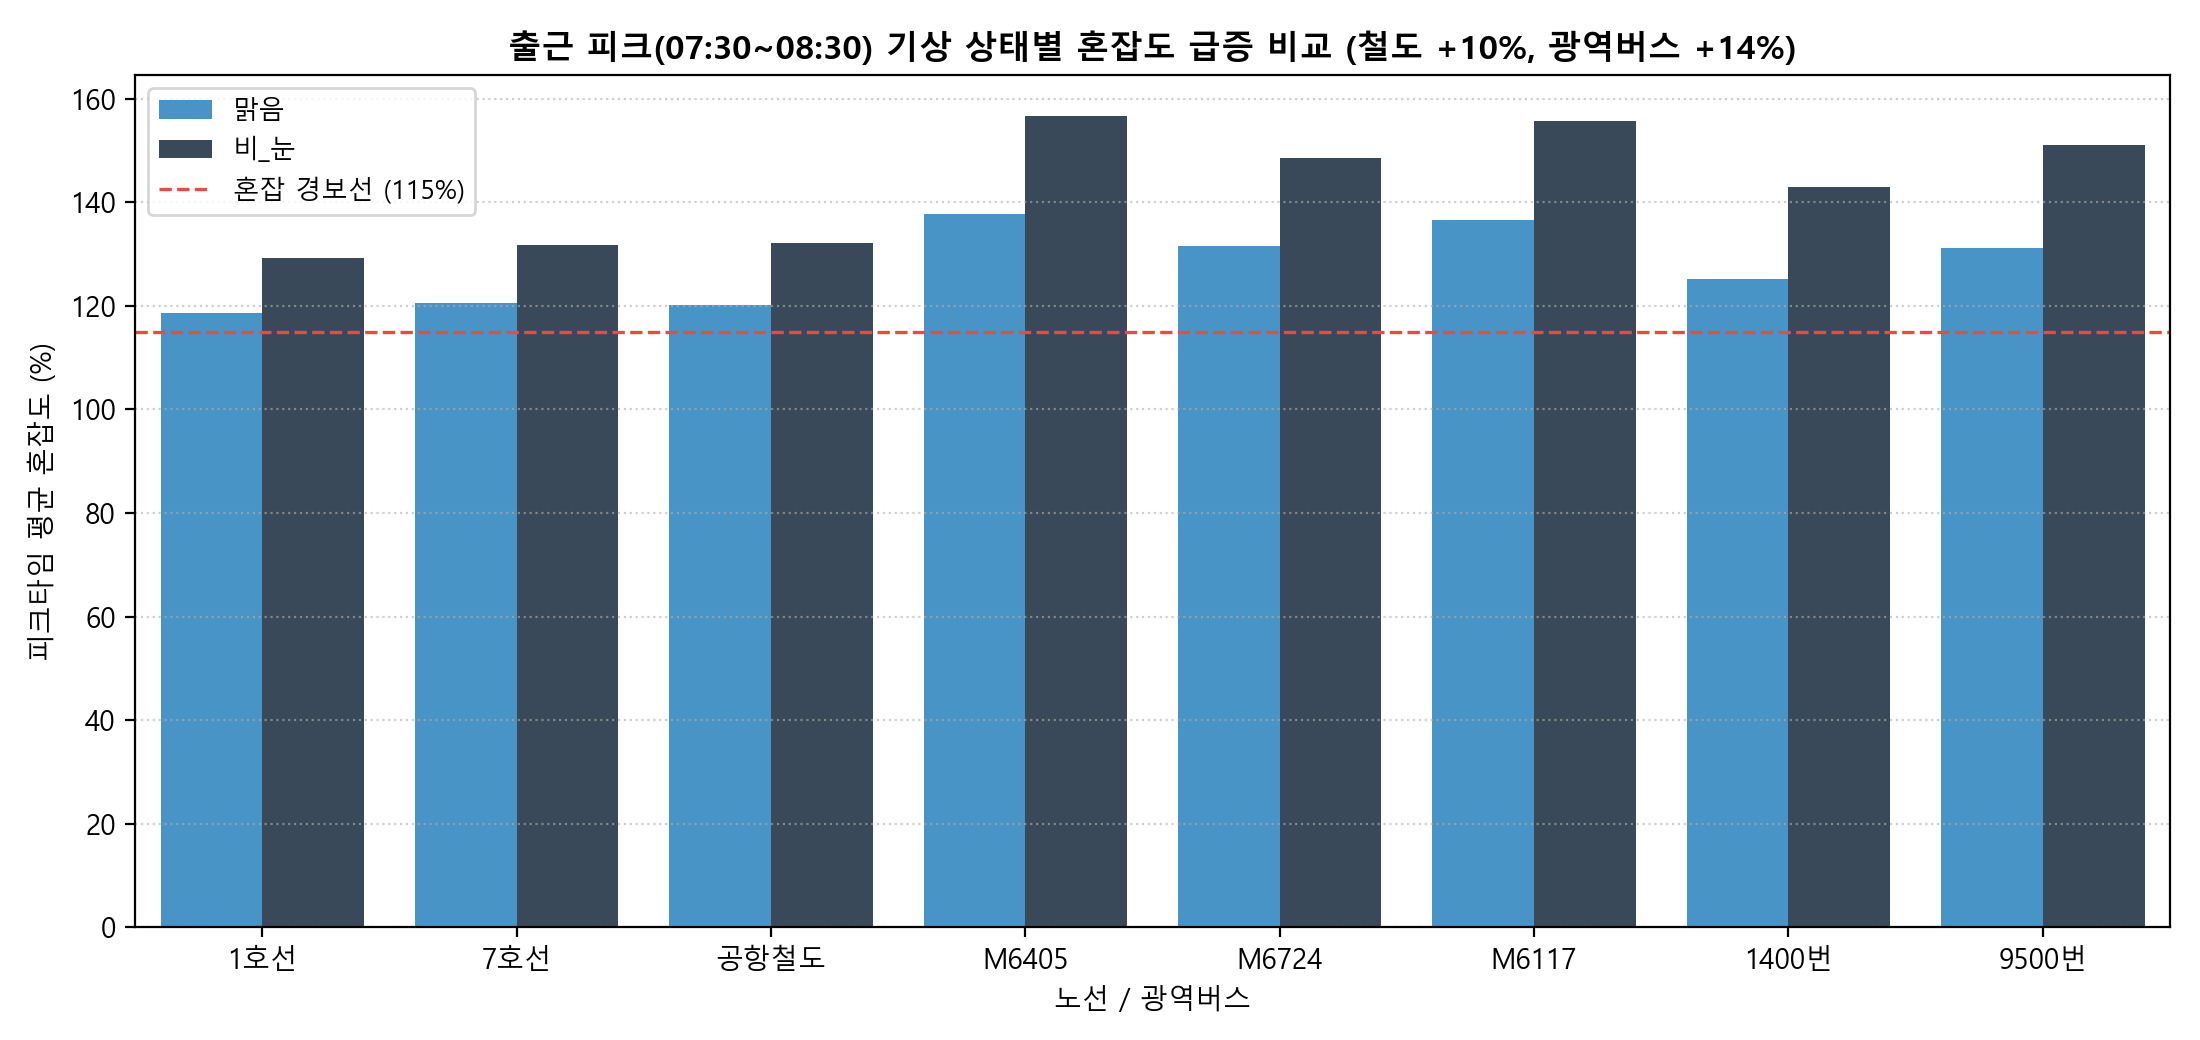 출근 피크(07:30~08:30) 기상 상태별 혼잡도 급증 비교 (철도 +10%, 광역버스 +14%)
맑음
비_눈
혼잡 경보선 (115%)
피크타임 평균 혼잡도 (%)
160
140
120
100
80
60
40
20
0
1호선 7호선 공항철도 M6405 M6724 M6117 1400번 9500번
노선 / 광역버스